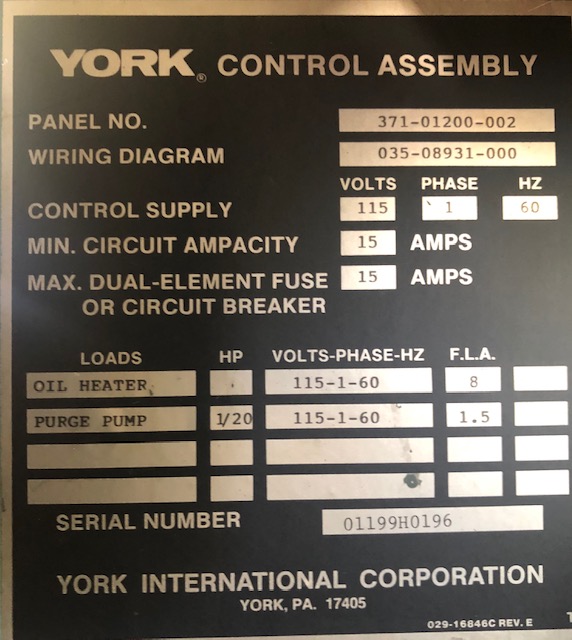 YORK® CONTROL ASSEMBLY
PANEL NO. 371-01200-002
WIRING DIAGRAM 035-08931-000
VOLTS PHASE HZ
CONTROL SUPPLY 115 1 60
MIN. CIRCUIT AMPACITY 15 AMPS
MAX. DUAL-ELEMENT FUSE 15 AMPS
OR CIRCUIT BREAKER
LOADS HP VOLTS-PHASE-HZ F.L.A.
OIL HEATER 115-1-60 8
PURGE PUMP 1/20 115-1-60 1.5
SERIAL NUMBER 01199H0196
YORK INTERNATIONAL CORPORATION
YORK, PA. 17405
029-16846C REV. E